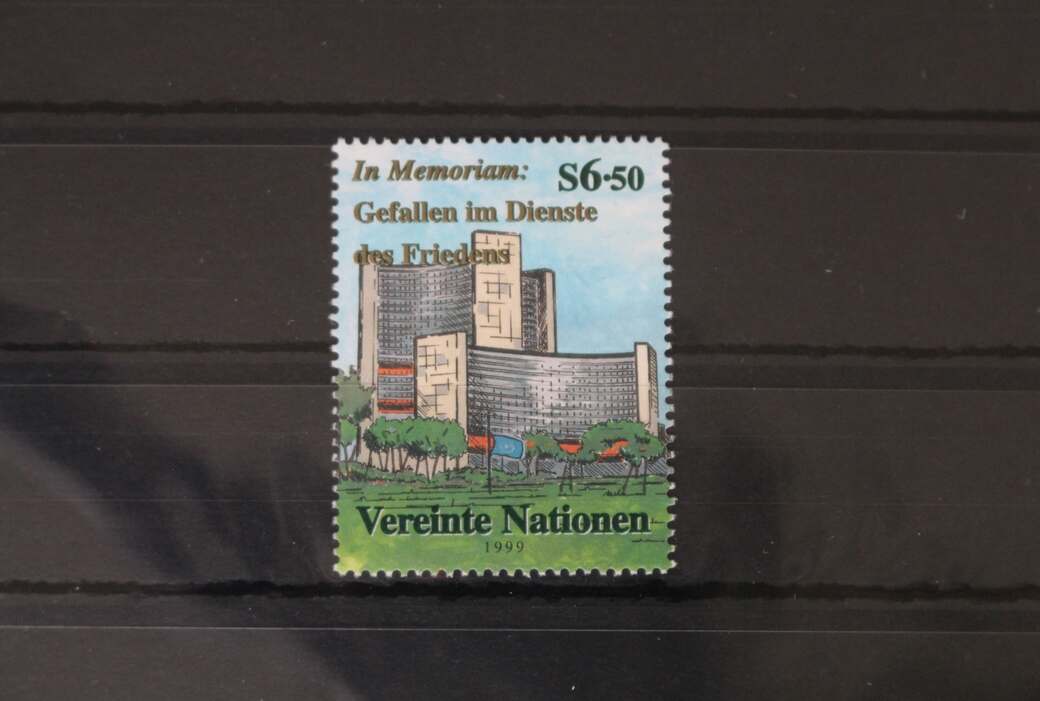 In Memoriam:
S6·50
Gefallen im Dienste
des Friedens
Vereinte Nationen
1999